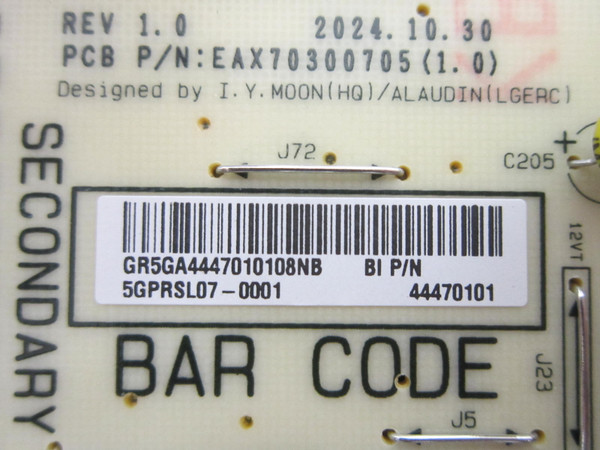 REV 1.0 2024.10.30
PCB P/N:EAX70300705(1.0)
Designed by I.Y.MOON(HQ)/ALAUDIN(LGERC)
SECONDARY
J72
+
C205
12VT
GR5GA4447010108NB BI P/N
5GPRSL07-0001 44470101
BAR CODE
J23
J5